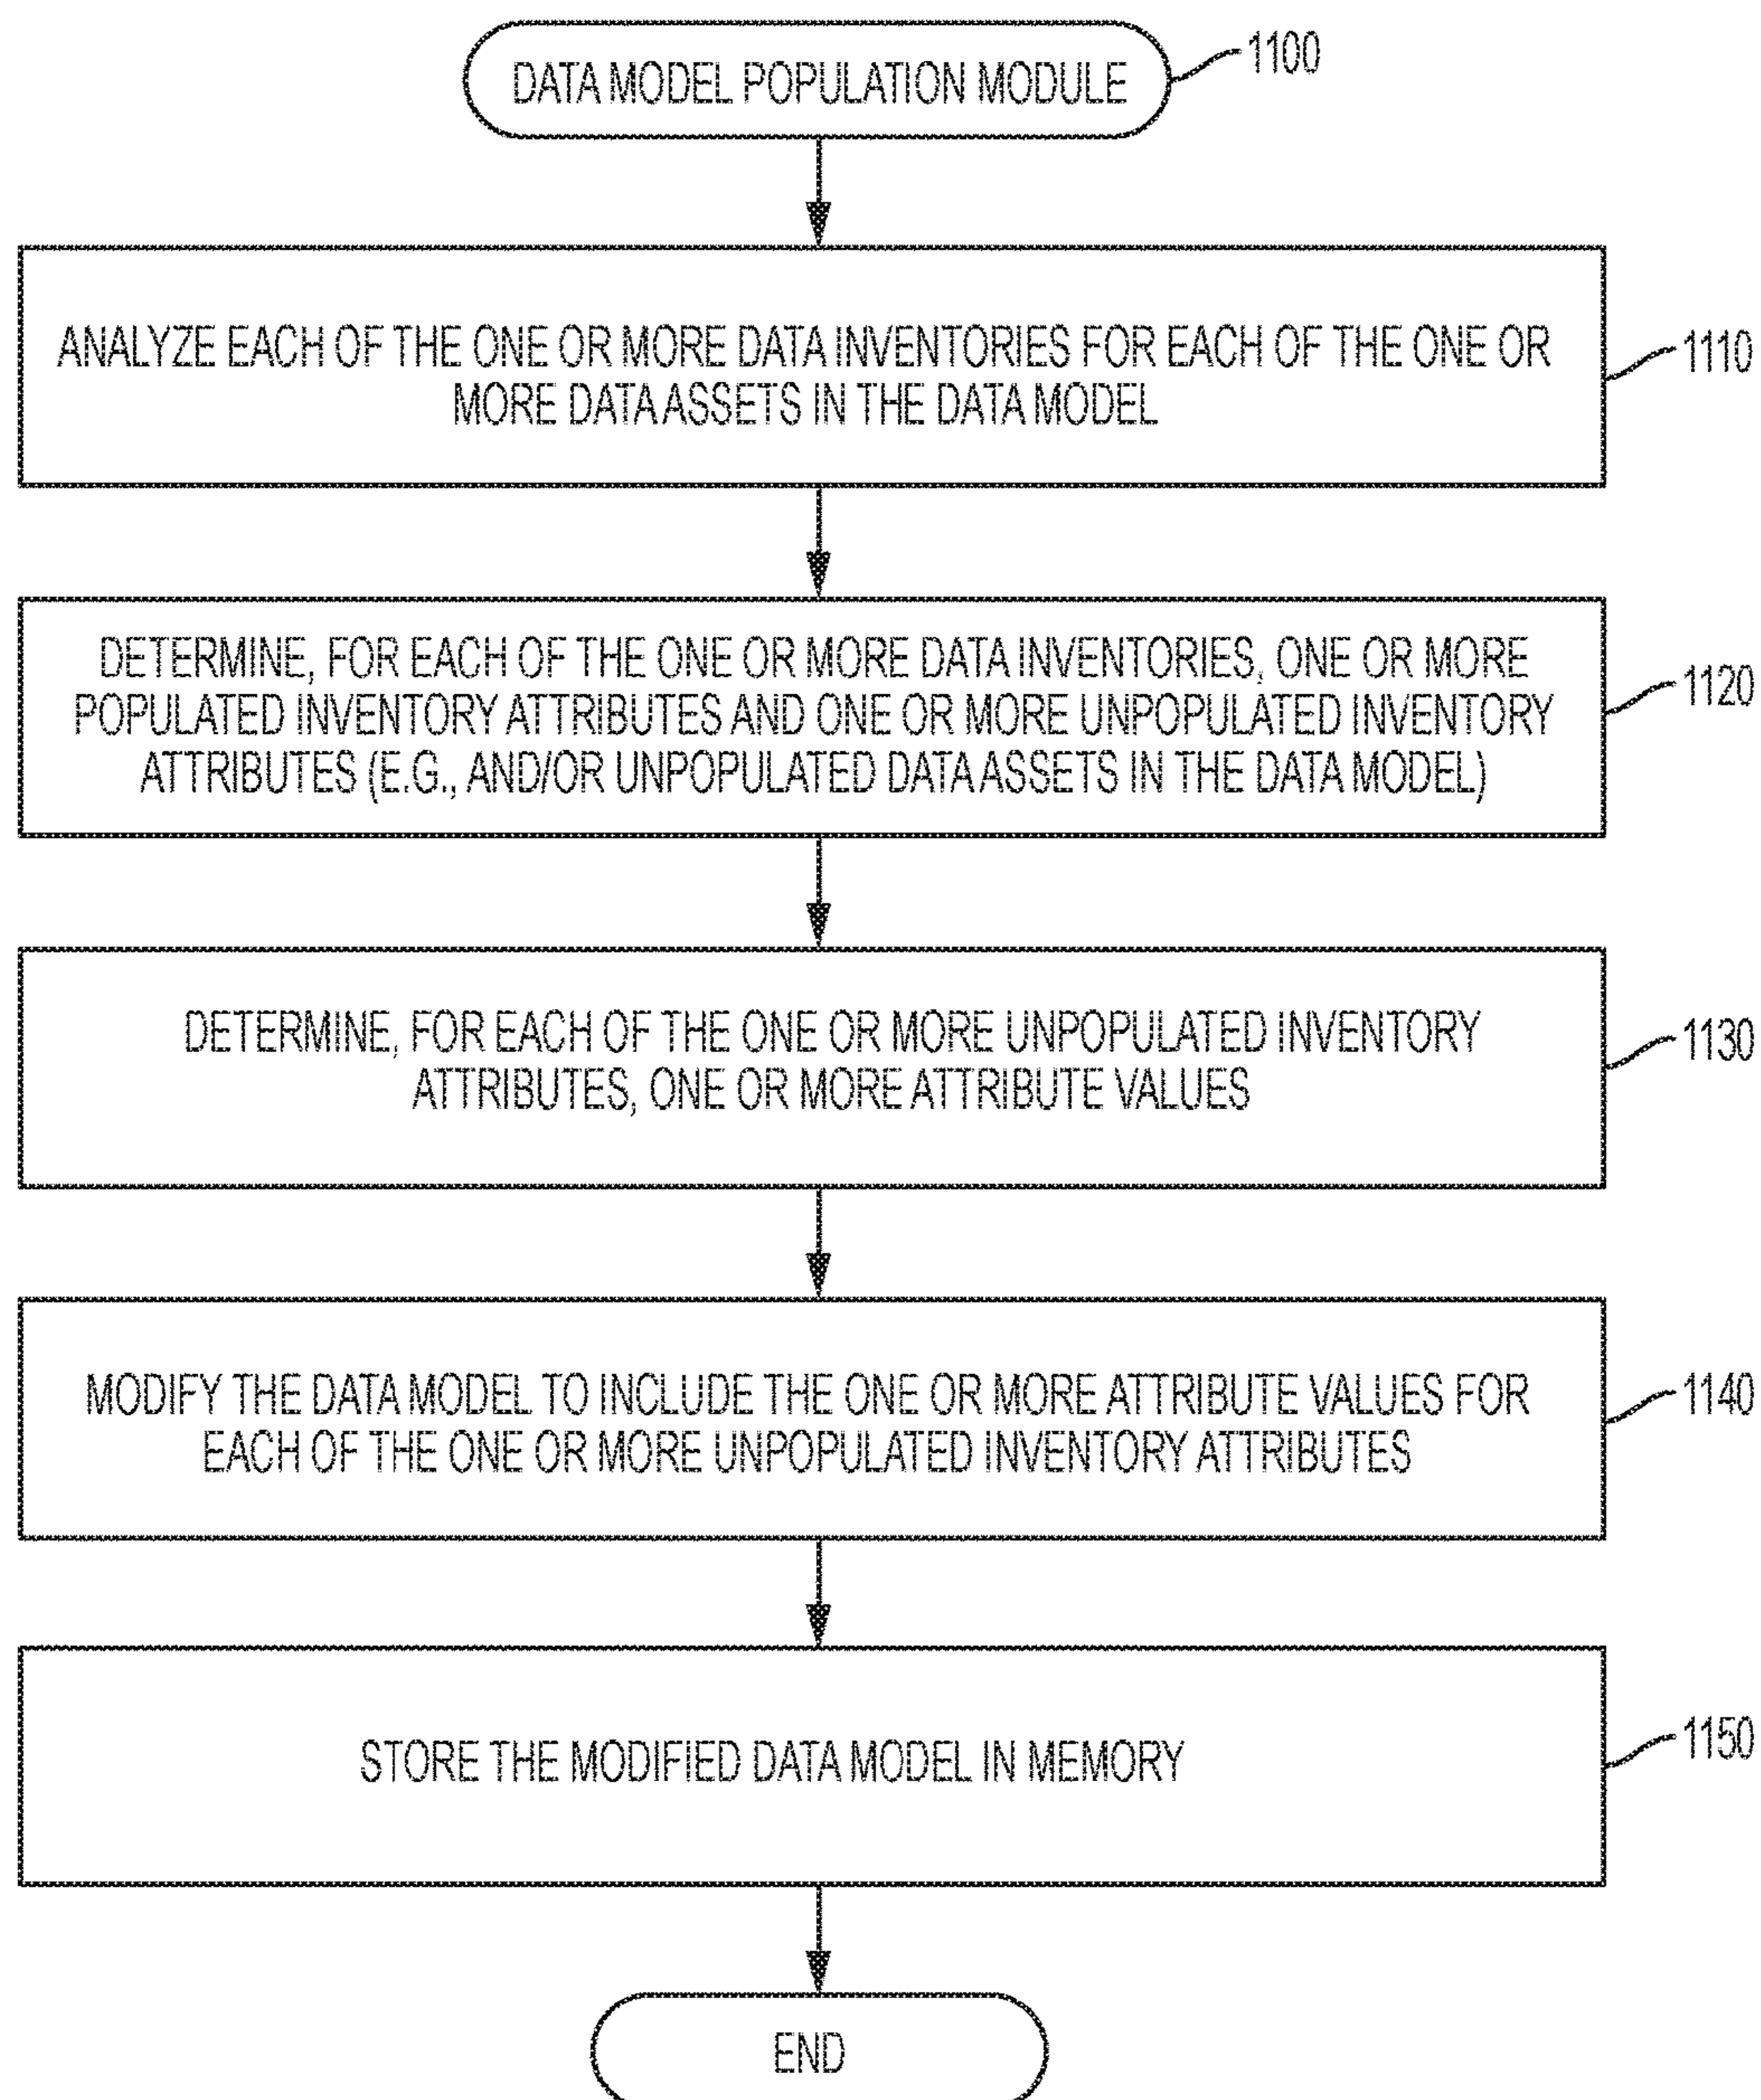 DATA MODEL POPULATION MODULE
1100
ANALYZE EACH OF THE ONE OR MORE DATA INVENTORIES FOR EACH OF THE ONE OR
MORE DATA ASSETS IN THE DATA MODEL
1110
DETERMINE, FOR EACH OF THE ONE OR MORE DATA INVENTORIES, ONE OR MORE
POPULATED INVENTORY ATTRIBUTES AND ONE OR MORE UNPOPULATED INVENTORY
ATTRIBUTES (E.G., AND/OR UNPOPULATED DATA ASSETS IN THE DATA MODEL)
1120
DETERMINE, FOR EACH OF THE ONE OR MORE UNPOPULATED INVENTORY
ATTRIBUTES, ONE OR MORE ATTRIBUTE VALUES
1130
MODIFY THE DATA MODEL TO INCLUDE THE ONE OR MORE ATTRIBUTE VALUES FOR
EACH OF THE ONE OR MORE UNPOPULATED INVENTORY ATTRIBUTES
1140
STORE THE MODIFIED DATA MODEL IN MEMORY
1150
END